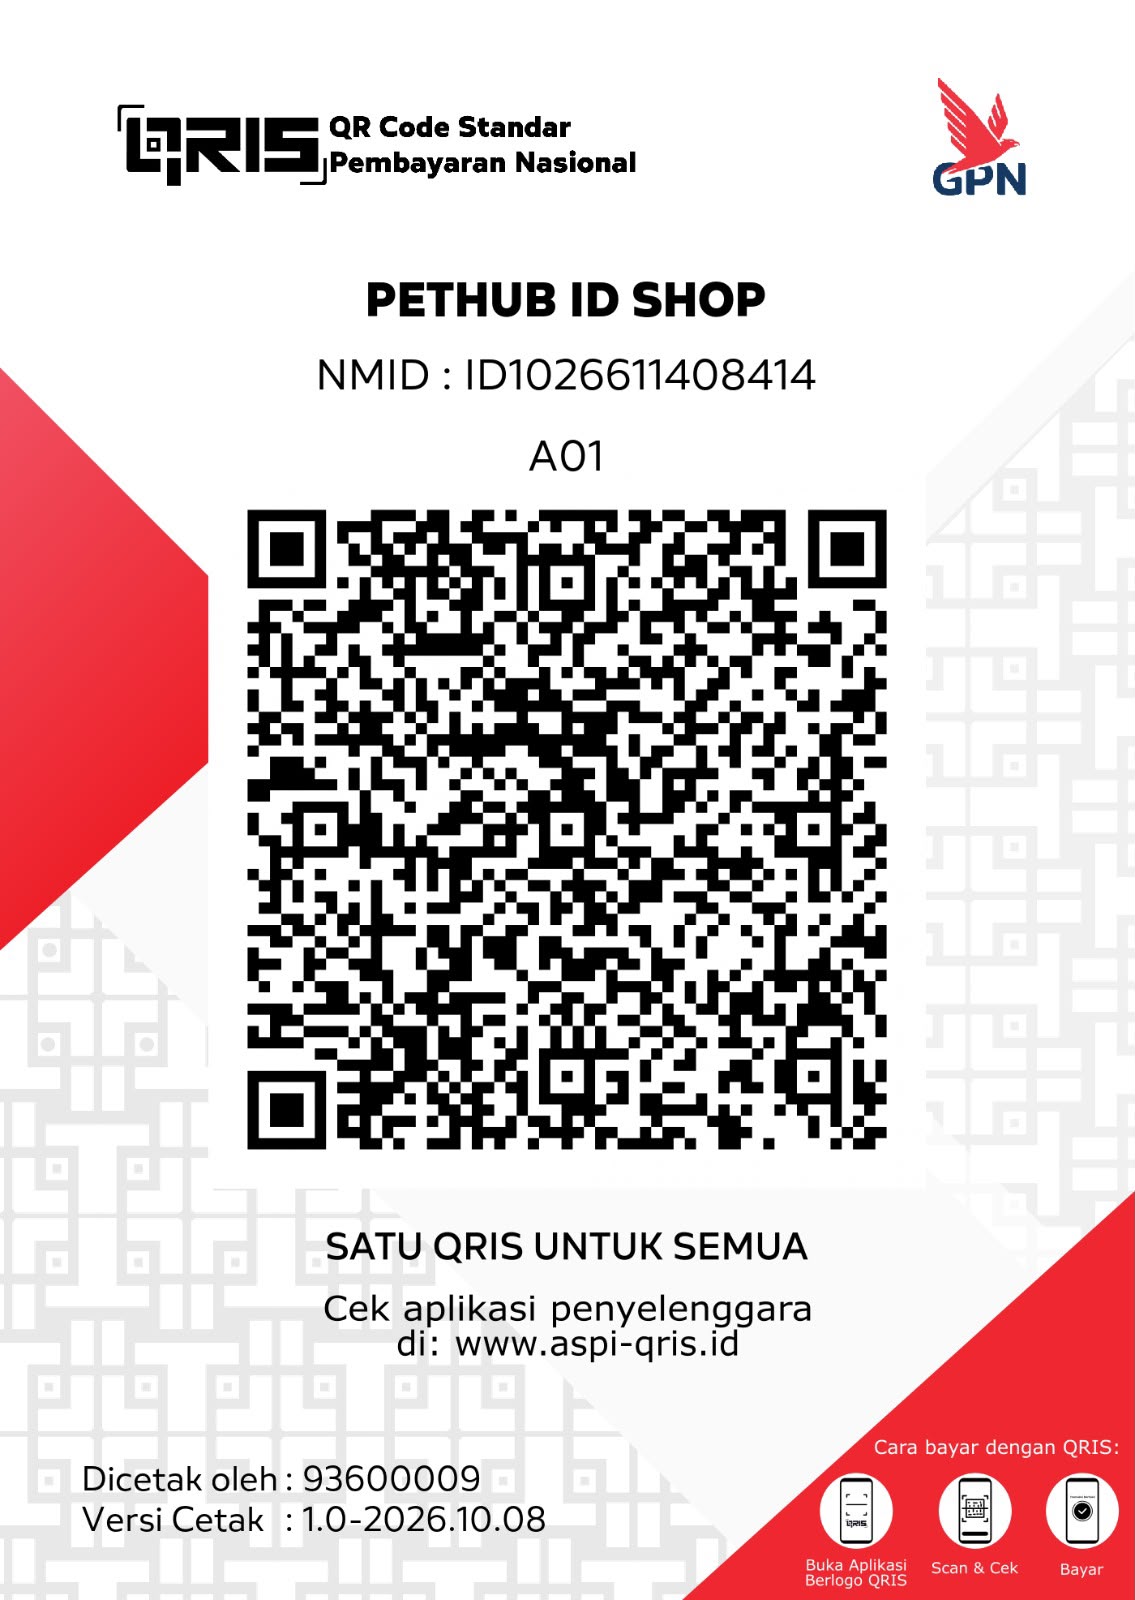 QRIS
QR Code Standar
Pembayaran Nasional
GPN
PETHUB ID SHOP
NMID : ID1026611408414
A01
SATU QRIS UNTUK SEMUA
Cek aplikasi penyelenggara
di: www.aspi-qris.id
Dicetak oleh : 93600009
Versi Cetak : 1.0-2026.10.08
Cara bayar dengan QRIS:
QRIS
Buka Aplikasi
Berlogo QRIS
Scan & Cek
Bayar